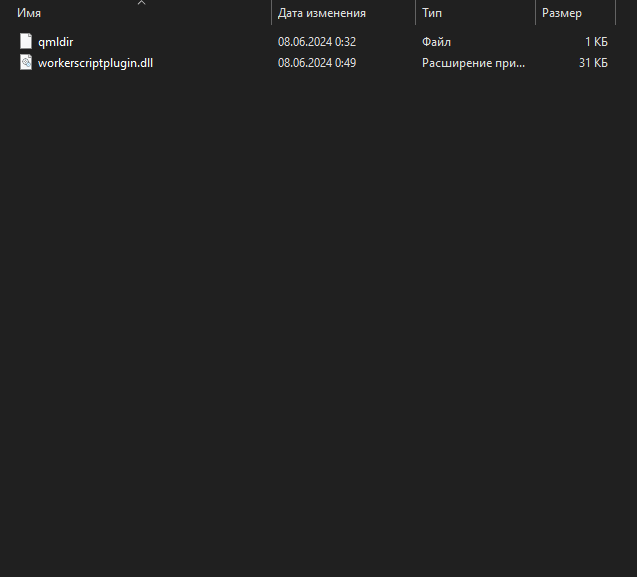 Имя Дата изменения Тип Размер
qmldir 08.06.2024 0:32 Файл 1 КБ
workerscriptplugin.dll 08.06.2024 0:49 Расширение при... 31 КБ